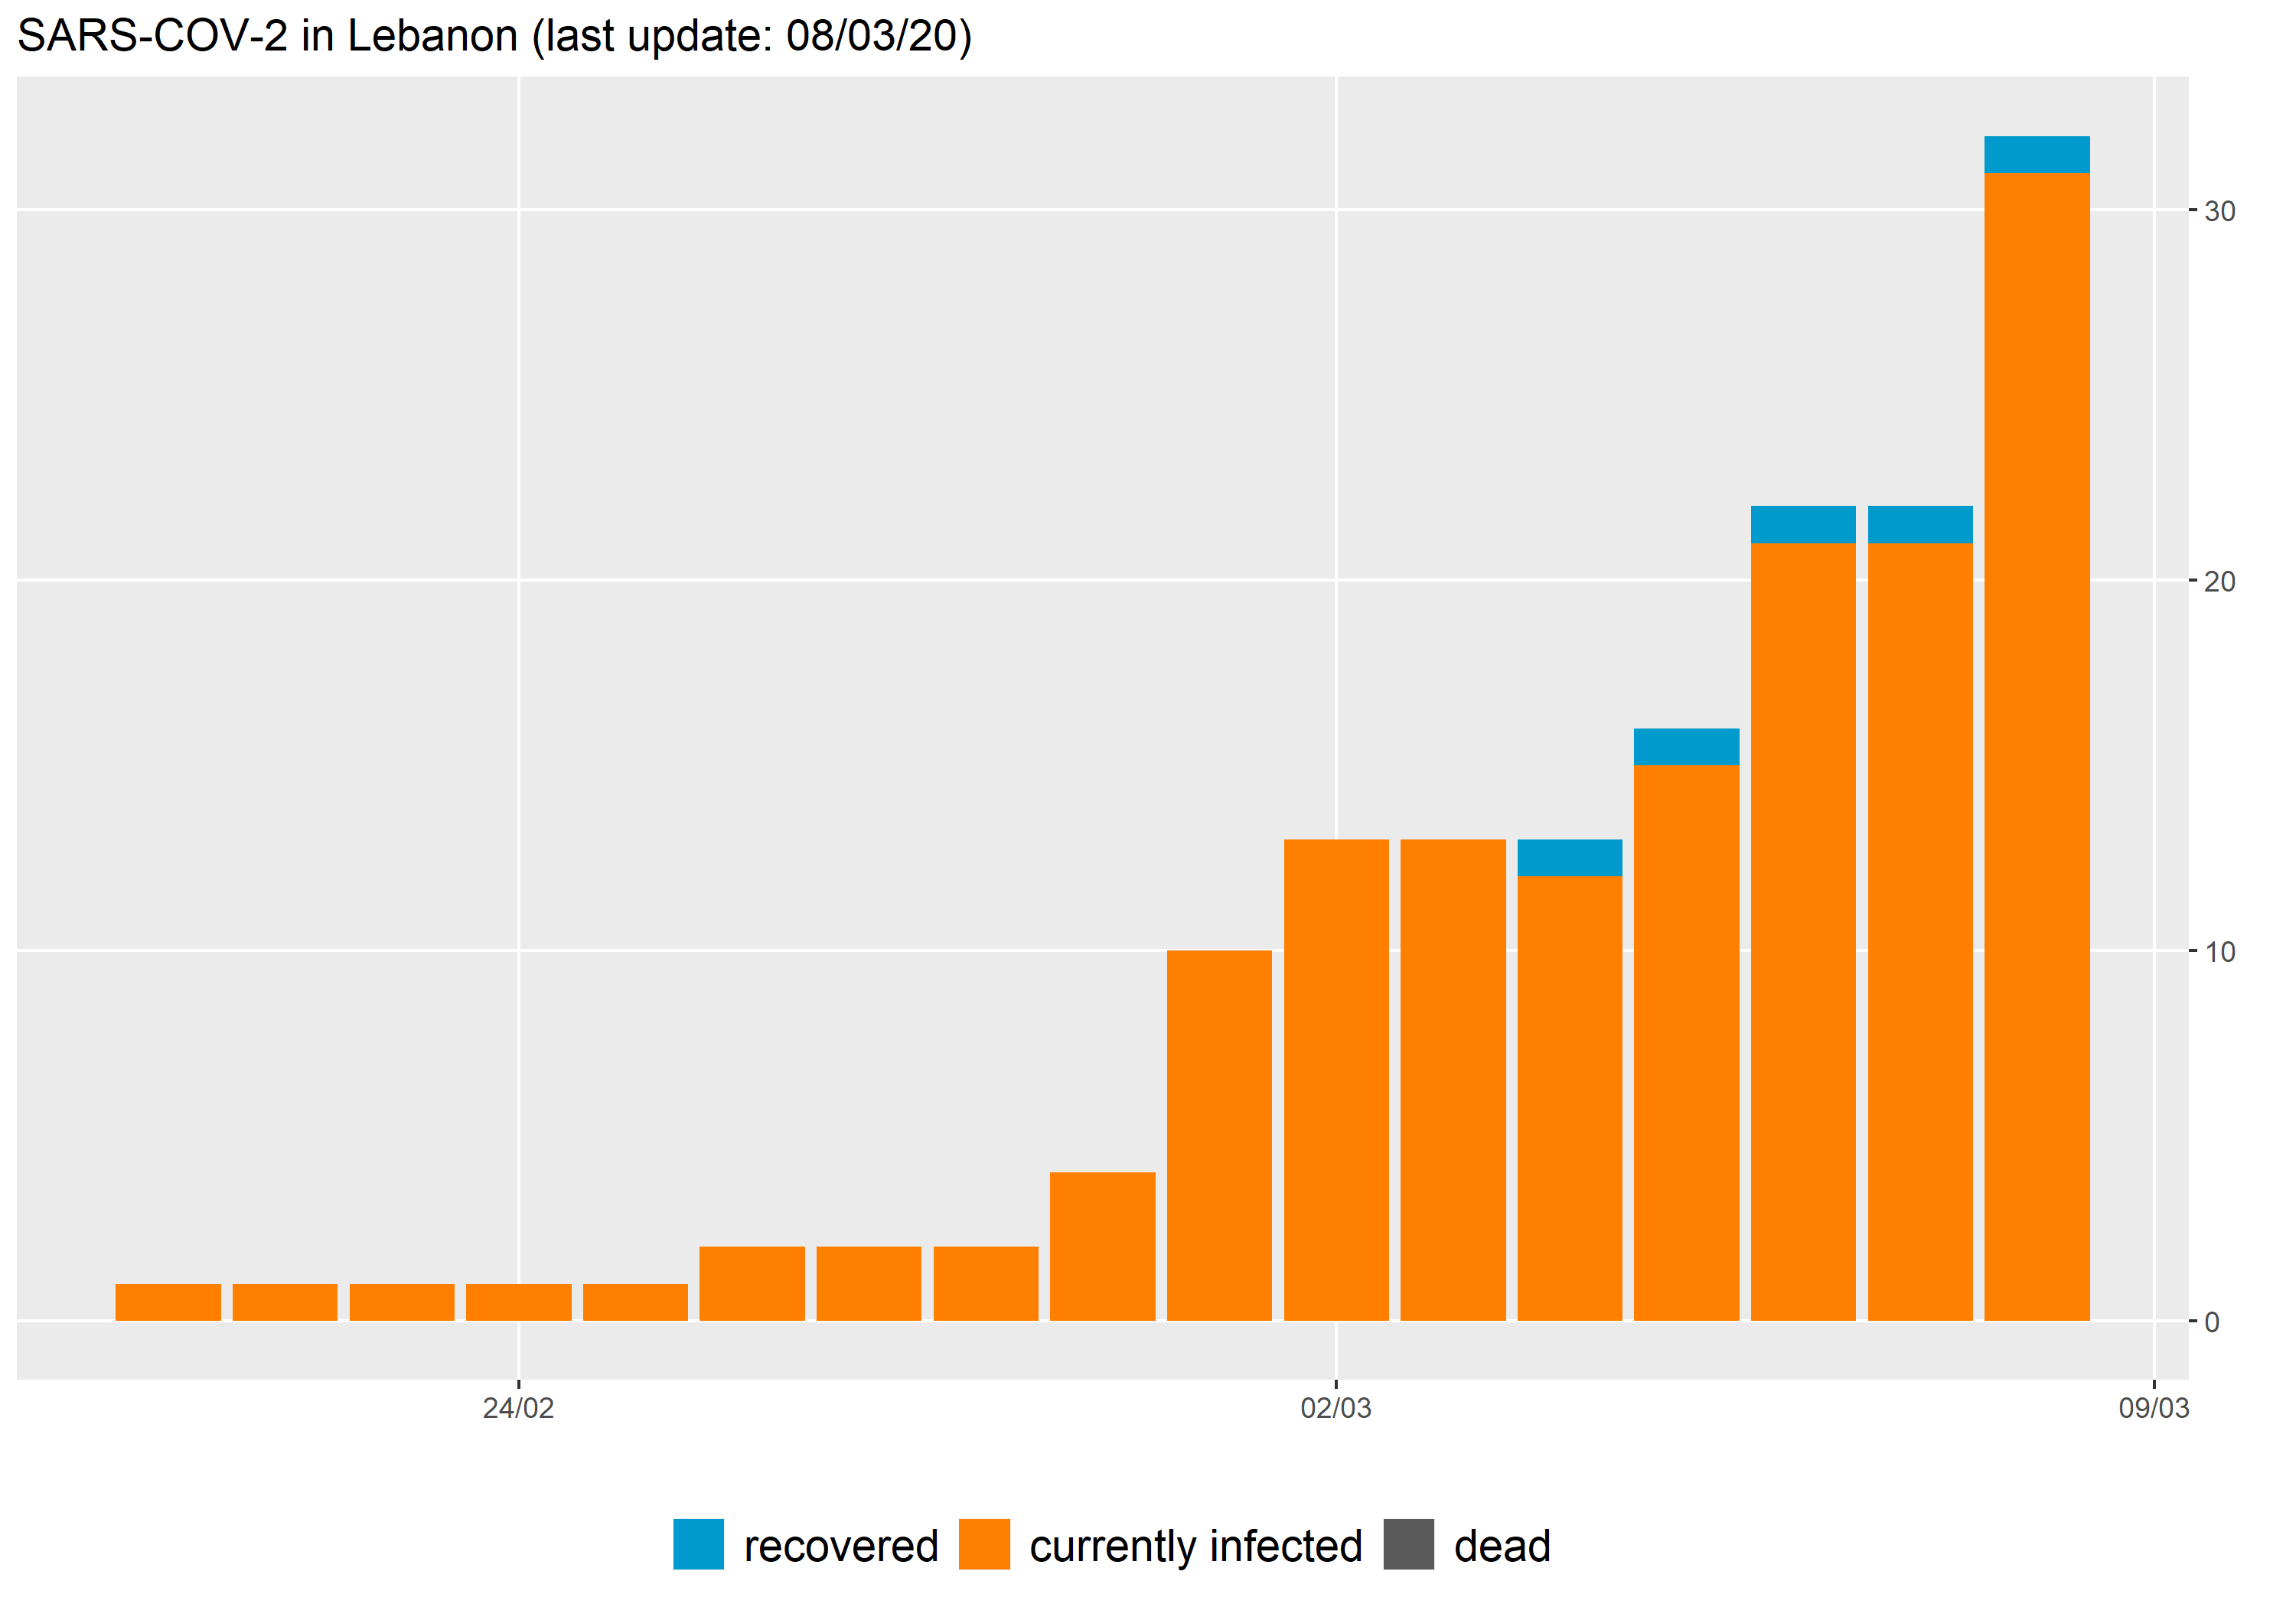 SARS-COV-2 in Lebanon (last update: 08/03/20)
30
20
10
0
24/02 02/03 09/03
recovered currently infected dead